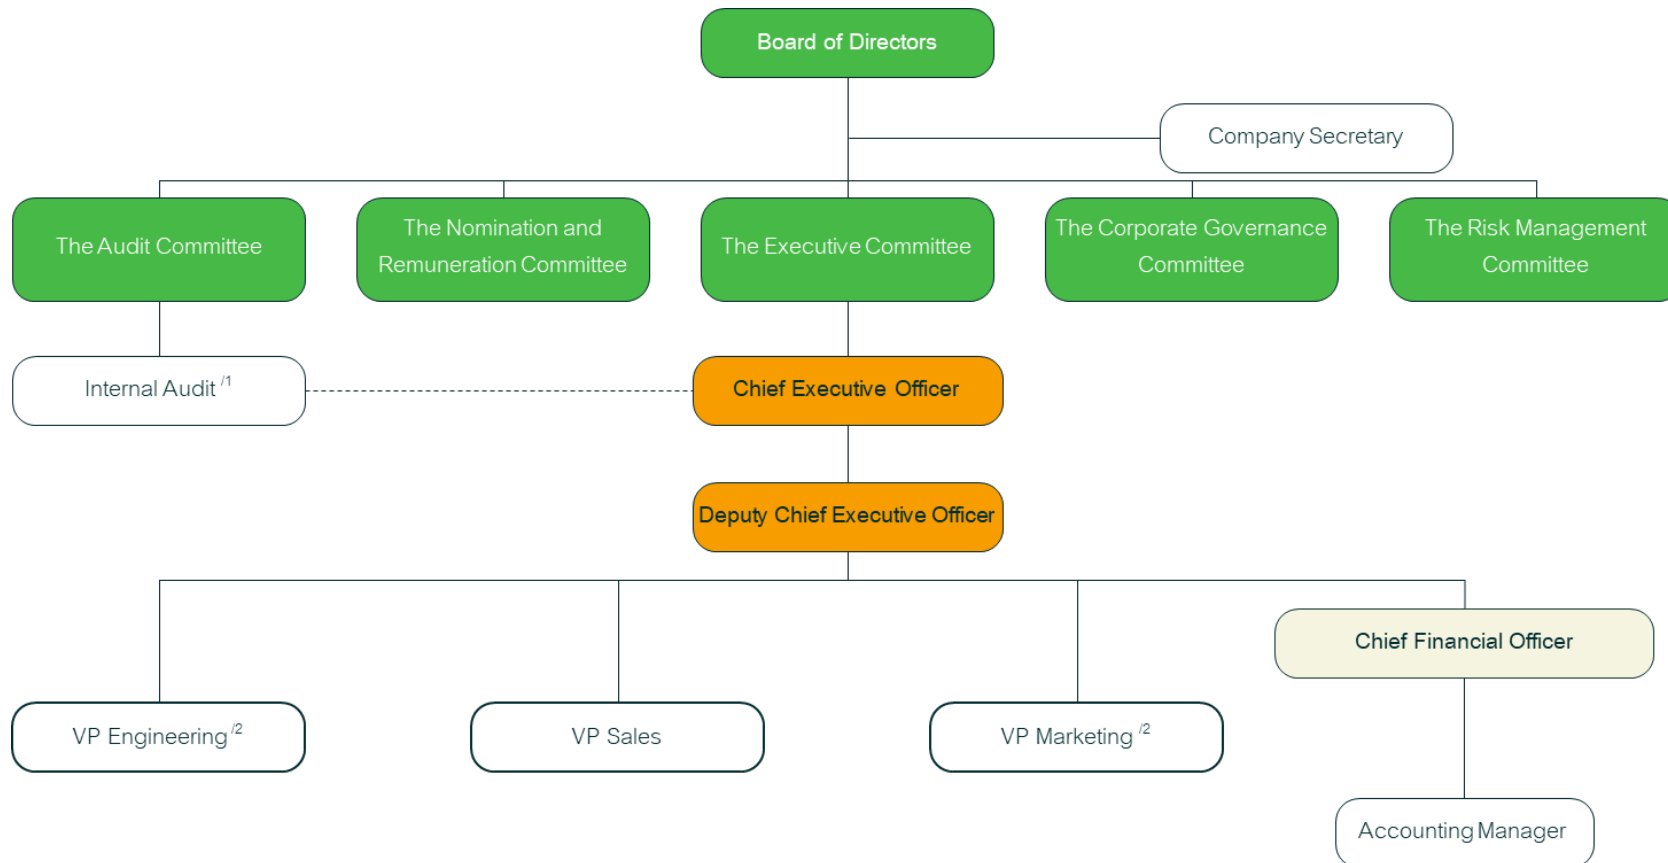 Board of Directors
Company Secretary
The Audit Committee
The Nomination and
Remuneration Committee
The Executive Committee
The Corporate Governance
Committee
The Risk Management
Committee
Internal Audit /1
Chief Executive Officer
Deputy Chief Executive Officer
Chief Financial Officer
VP Engineering /2
VP Sales
VP Marketing /2
Accounting Manager